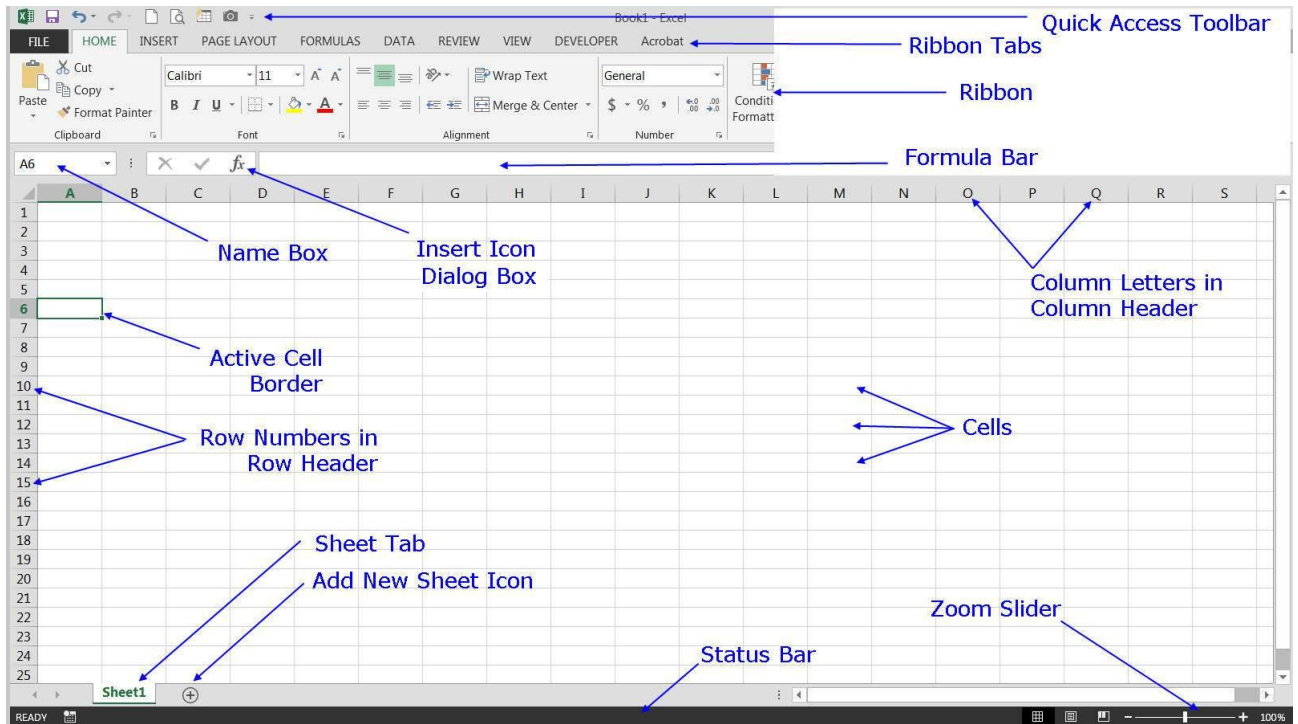 Book1 - Excel
Quick Access Toolbar
FILE HOME INSERT PAGE LAYOUT FORMULAS DATA REVIEW VIEW DEVELOPER Acrobat
Ribbon Tabs
Cut
Calibri 11 A A
Wrap Text
General
Copy
Ribbon
Paste
Format Painter
B I U A
Merge & Center
$ % , .0 .00 .00 .0
Conditi
Formatt
Clipboard Font Alignment Number
A6 fx
Formula Bar
A B C D E F G H I J K L M N O P Q R S
1
2
3
Name Box
Insert Icon
4
Dialog Box
5
Column Letters in
6
Column Header
7
8
9
Active Cell
10
Border
11
12
Cells
13
Row Numbers in
14
Row Header
15
16
17
18
Sheet Tab
19
20
Add New Sheet Icon
21
22
Zoom Slider
23
24
Status Bar
25
Sheet1
READY 100%